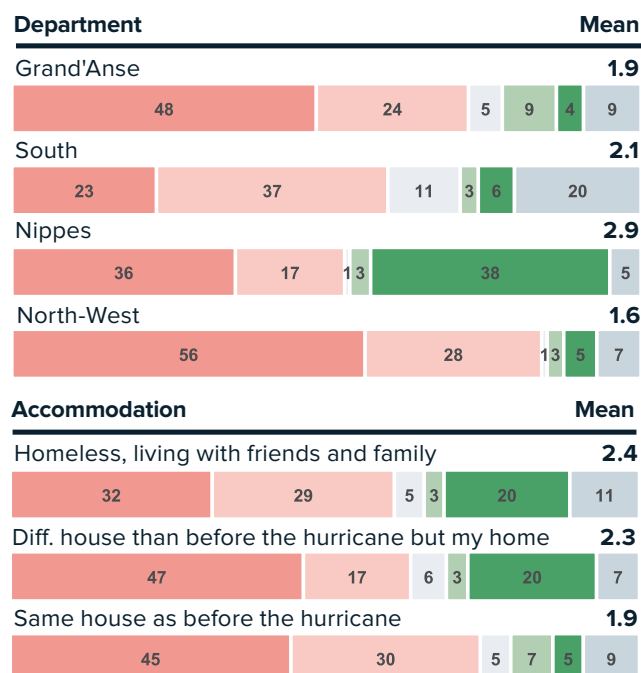 Department Mean
Grand'Anse 1.9
48 24 5 9 4 9
South 2.1
23 37 11 3 6 20
Nippes 2.9
36 17 1 3 38 5
North-West 1.6
56 28 1 3 5 7
Accommodation Mean
Homeless, living with friends and family 2.4
32 29 5 3 20 11
Diff. house than before the hurricane but my home 2.3
47 17 6 3 20 7
Same house as before the hurricane 1.9
45 30 5 7 5 9